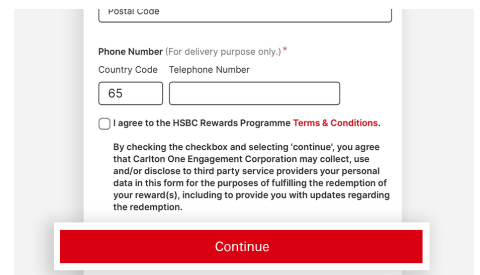 Postal Code
Phone Number (For delivery purpose only.)*
Country Code Telephone Number
65
I agree to the HSBC Rewards Programme Terms & Conditions.
By checking the checkbox and selecting 'continue', you agree
that Carlton One Engagement Corporation may collect, use
and/or disclose to third party service providers your personal
data in this form for the purposes of fulfilling the redemption of
your reward(s), including to provide you with updates regarding
the redemption.
Continue